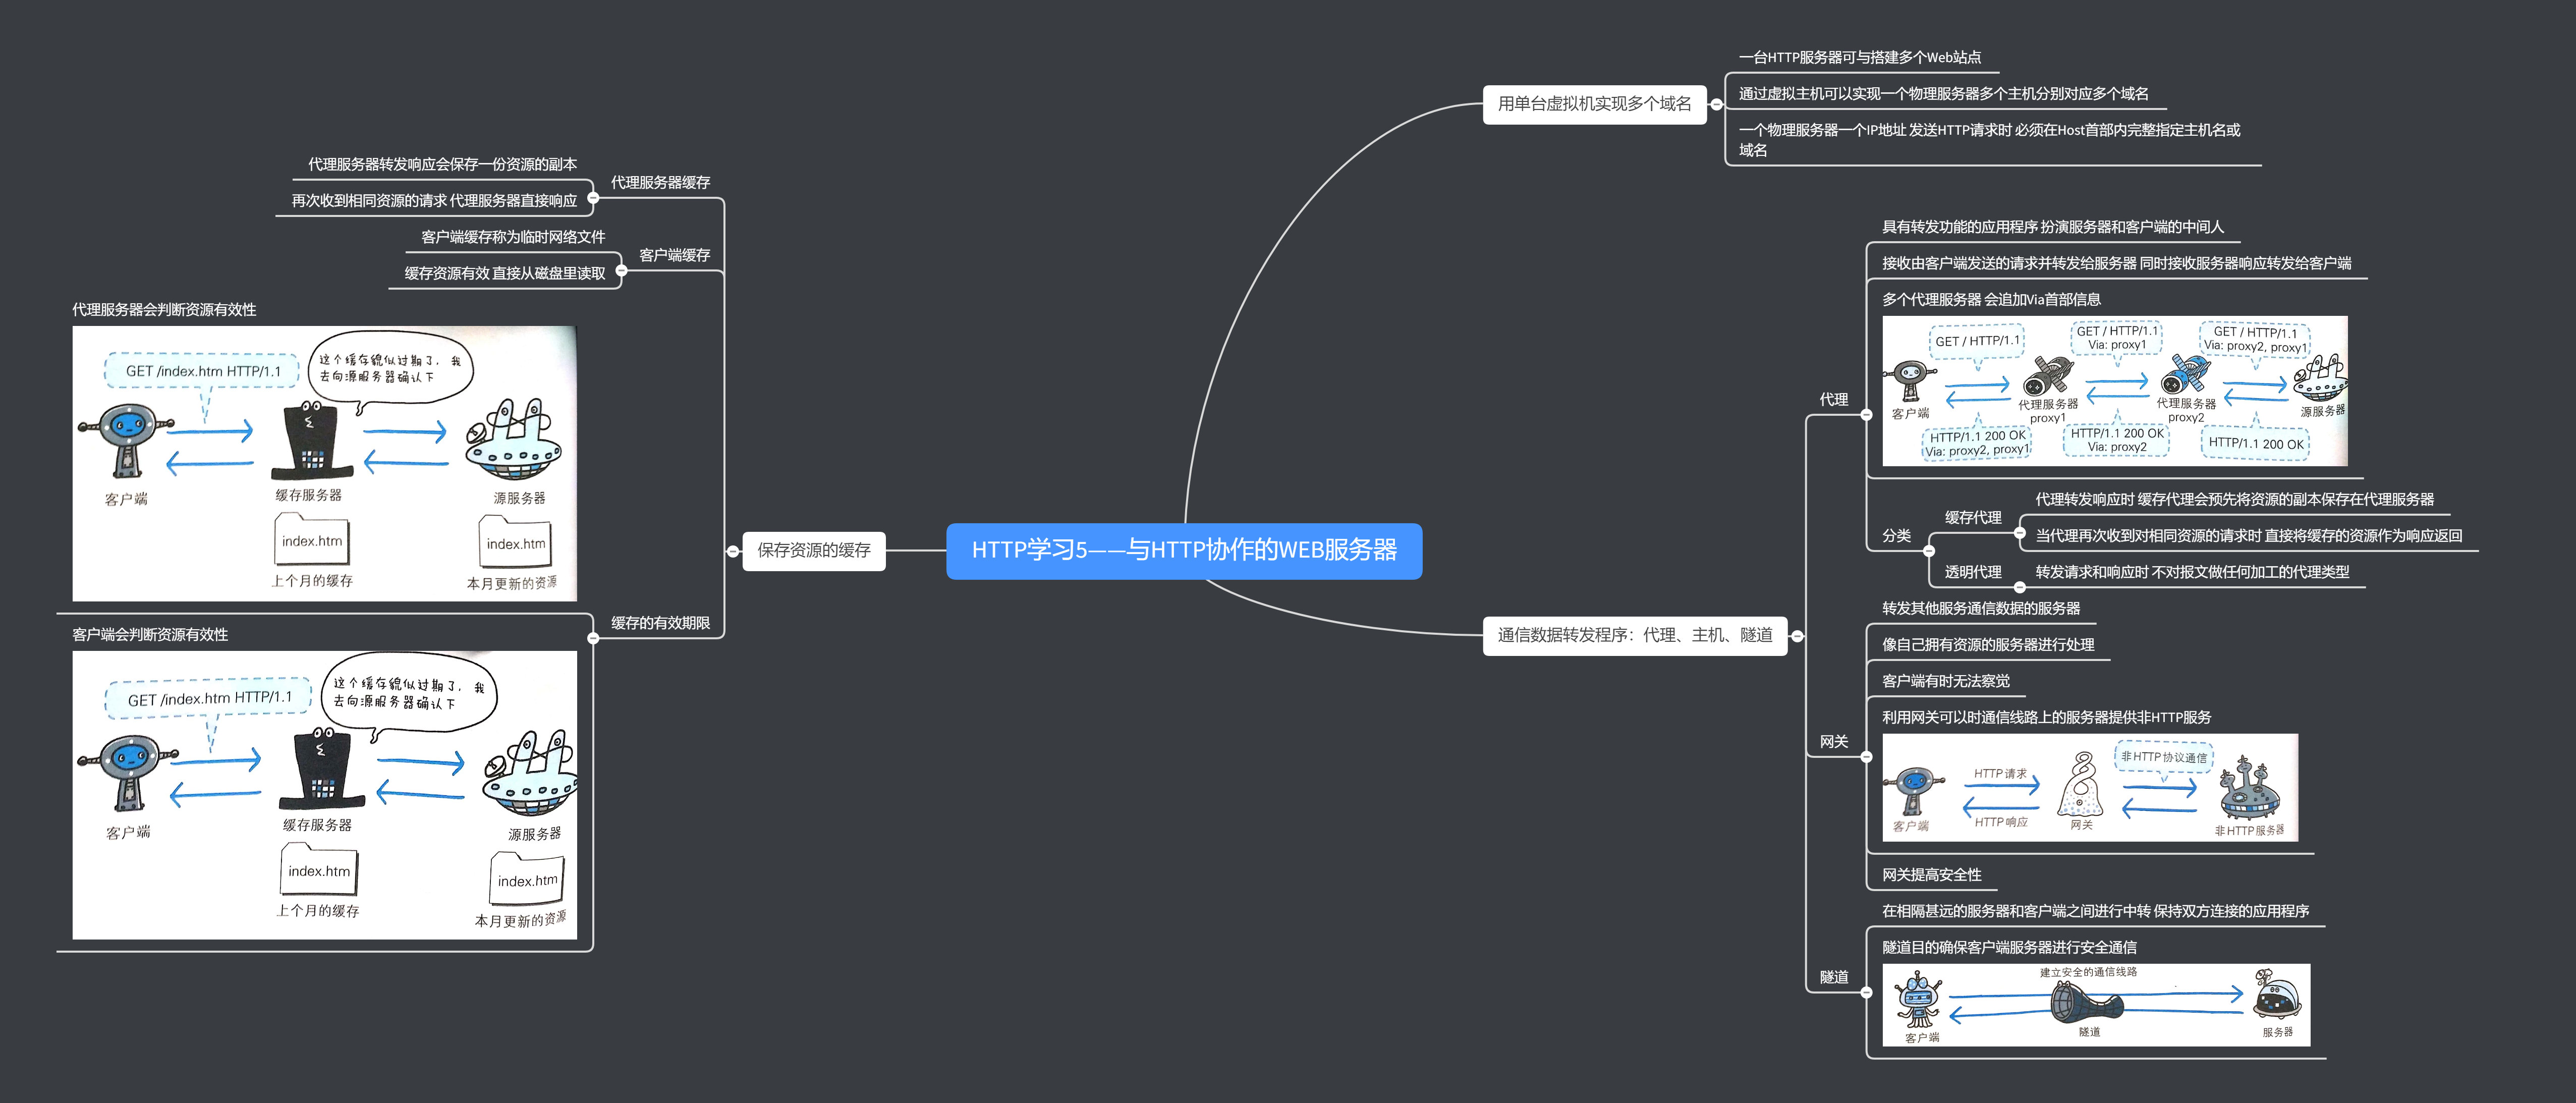 HTTP学习5——与HTTP协作的WEB服务器
用单台虚拟机实现多个域名
一台HTTP服务器可与搭建多个Web站点
通过虚拟主机可以实现一个物理服务器多个主机分别对应多个域名
一个物理服务器一个IP地址 发送HTTP请求时 必须在Host首部内完整指定主机名或
域名
通信数据转发程序：代理、主机、隧道
代理
具有转发功能的应用程序 扮演服务器和客户端的中间人
接收由客户端发送的请求并转发给服务器 同时接收服务器响应转发给客户端
多个代理服务器 会追加Via首部信息
GET / HTTP/1.1
GET / HTTP/1.1
Via: proxy1
GET / HTTP/1.1
Via: proxy2, proxy1
客户端
代理服务器
proxy1
代理服务器
proxy2
源服务器
HTTP/1.1 200 OK
Via: proxy2, proxy1
HTTP/1.1 200 OK
Via: proxy2
HTTP/1.1 200 OK
分类
缓存代理
代理转发响应时 缓存代理会预先将资源的副本保存在代理服务器
当代理再次收到对相同资源的请求时 直接将缓存的资源作为响应返回
透明代理
转发请求和响应时 不对报文做任何加工的代理类型
网关
转发其他服务通信数据的服务器
像自己拥有资源的服务器进行处理
客户端有时无法察觉
利用网关可以时通信线路上的服务器提供非HTTP服务
HTTP 请求
非HTTP协议通信
HTTP 响应
客户端
网关
非HTTP服务器
网关提高安全性
隧道
在相隔甚远的服务器和客户端之间进行中转 保持双方连接的应用程序
隧道目的确保客户端服务器进行安全通信
建立安全的通信线路
客户端
隧道
服务器
保存资源的缓存
代理服务器缓存
代理服务器转发响应会保存一份资源的副本
再次收到相同资源的请求 代理服务器直接响应
客户端缓存
客户端缓存称为临时网络文件
缓存资源有效 直接从磁盘里读取
缓存的有效期限
代理服务器会判断资源有效性
GET /index.htm HTTP/1.1
这个缓存貌似过期了，我
去向源服务器确认下
客户端
缓存服务器
源服务器
index.htm
index.htm
上个月的缓存
本月更新的资源
客户端会判断资源有效性
GET /index.htm HTTP/1.1
这个缓存貌似过期了，我
去向源服务器确认下
客户端
缓存服务器
源服务器
index.htm
index.htm
上个月的缓存
本月更新的资源